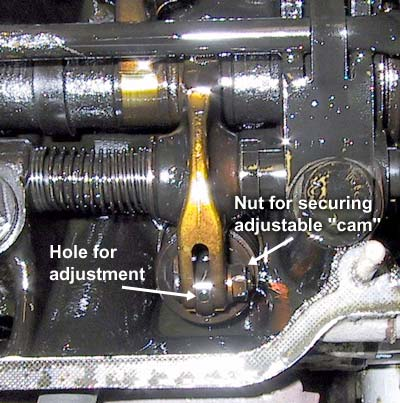 Nut for securing
adjustable "cam"
Hole for
adjustment